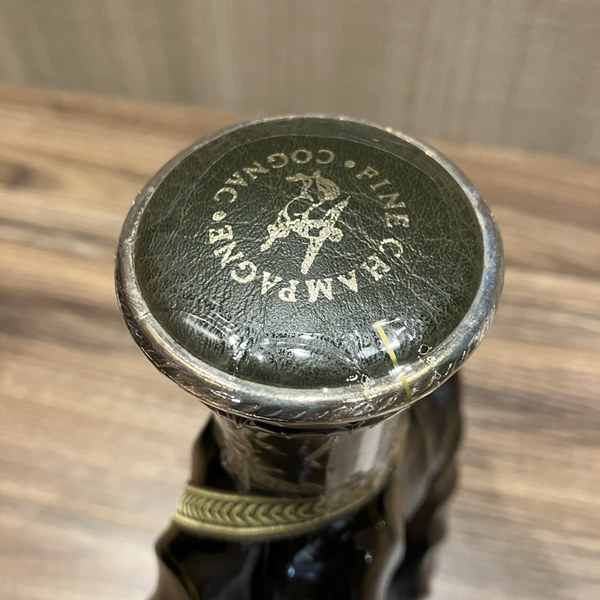 FINE CHAMPAGNE • COGNAC •